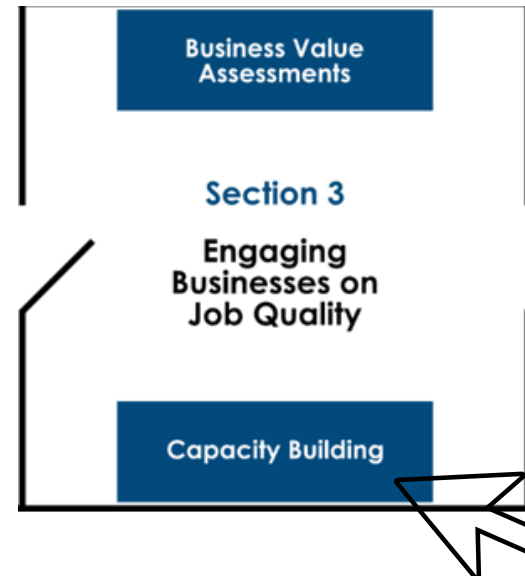 Business Value
Assessments
Section 3
Engaging
Businesses on
Job Quality
Capacity Building